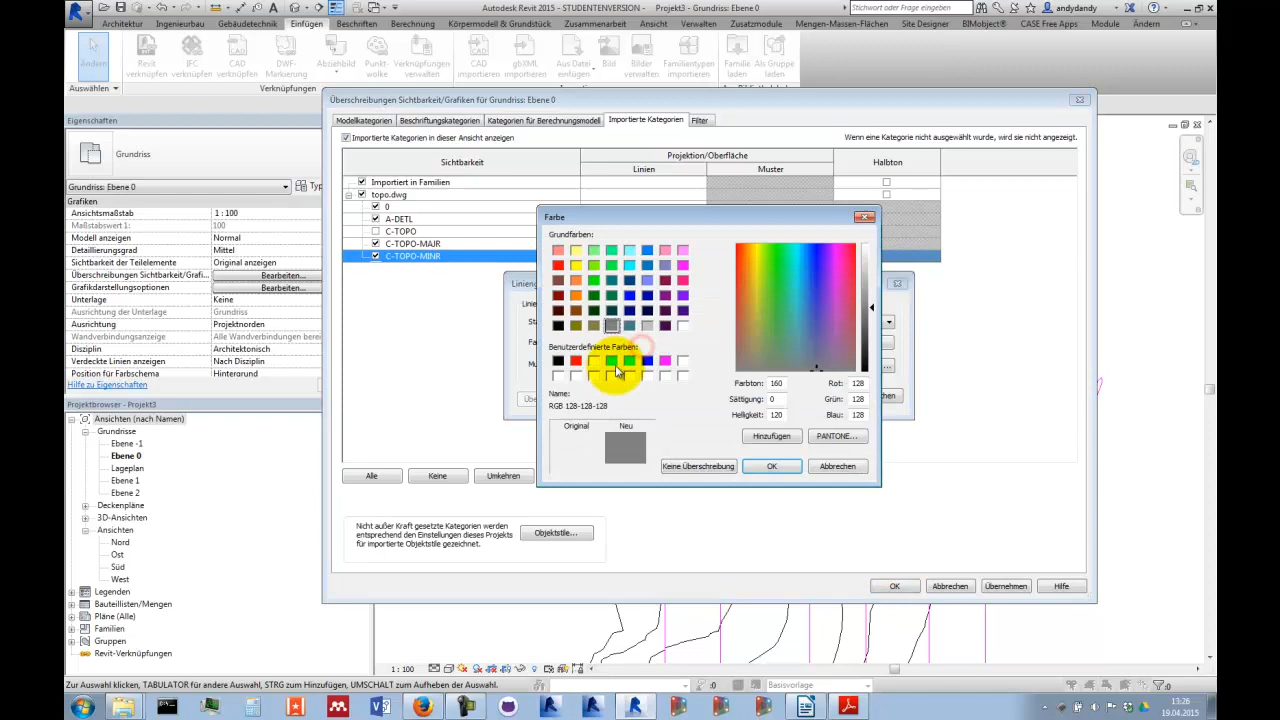 Autodesk Revit 2015 - STUDENTENVERSION - Projekt3 - Grundriss: Ebene 0
Stichwort oder Frage eingeben
andydandy
Architektur Ingenieurbau Gebäudetechnik Einfügen Beschriften Berechnung Körpermodell & Grundstück Zusammenarbeit Ansicht Verwalten Zusatzmodule Mengen-Massen-Flächen Site Designer BIMobject® CASE Free Apps Module Ändern
Ändern
Revit verknüpfen
IFC verknüpfen
CAD verknüpfen
DWF-Markierung
Abziehbild
Punkt-wolke
Verknüpfungen verwalten
CAD importieren
gbXML importieren
Aus Datei einfügen
Bild
Bilder verwalten
Familientypen importieren
Familie laden
Als Gruppe laden
Auswählen
Verknüpfungen
Eigenschaften
Grundriss
Grundriss: Ebene 0
Grafiken
Ansichtsmaßstab 1 : 100
Maßstabswert 1: 100
Modell anzeigen Normal
Detaillierungsgrad Mittel
Sichtbarkeit der Teilelemente Original anzeigen
Überschreibungen Sichtbarkeit/Grafi... Bearbeiten...
Grafikdarstellungsoptionen Bearbeiten...
Unterlage Keine
Ausrichtung der Unterlage Grundriss
Ausrichtung Projektnorden
Wandverbindungsanzeige Alle Wandverbindungen
Disziplin Architektonisch
Verdeckte Linien anzeigen Nach Disziplin
Position für Farbschema Hintergrund
Hilfe zu Eigenschaften
Projektbrowser - Projekt3
Ansichten (nach Namen)
Grundrisse
Ebene -1
Ebene 0
Lageplan
Ebene 1
Ebene 2
Deckenpläne
3D-Ansichten
Ansichten
Nord
Ost
Süd
West
Legenden
Bauteillisten/Mengen
Pläne (Alle)
Familien
Gruppen
Revit-Verknüpfungen
Überschreibungen Sichtbarkeit/Grafiken für Grundriss: Ebene 0
Modellkategorien Beschriftungskategorien Kategorien für Berechnungsmodell Importierte Kategorien Filter
Importierte Kategorien in dieser Ansicht anzeigen
Wenn eine Kategorie nicht ausgewählt wurde, wird sie nicht angezeigt.
Sichtbarkeit
Projektion/Oberfläche
Halbton
Linien
Muster
Importiert in Familien
topo.dwg
0
A-DETL
C-TOPO
C-TOPO-MAJR
C-TOPO-MINR
Alle
Keine
Umkehren
Nicht außer Kraft gesetzte Kategorien werden
entsprechend den Einstellungen dieses Projekts
für importierte Objektstile gezeichnet.
Objektstile...
OK
Abbrechen
Übernehmen
Hilfe
Farbe
Grundfarben:
Benutzerdefinierte Farben:
Name:
RGB 128-128-128
Original
Neu
Farbton: 160
Sättigung: 0
Helligkeit: 120
Rot: 128
Grün: 128
Blau: 128
Hinzufügen
PANTONE...
Keine Überschreibung
OK
Abbrechen
1 : 100
Zur Auswahl klicken, TABULATOR für andere Auswahl, STRG zum Hinzufügen, UMSCHALT zum Aufheben der Auswahl.
:0
Basisvorlage
:0
13:26
19.04.2015